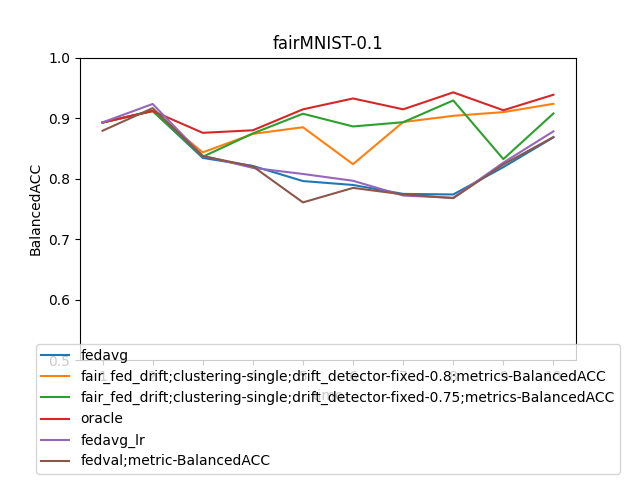 fairMNIST-0.1
1.0
0.9
0.8
0.7
0.6
0.5
BalancedACC
fedavg
fair_fed_drift;clustering-single;drift_detector-fixed-0.8;metrics-BalancedACC
fair_fed_drift;clustering-single;drift_detector-fixed-0.75;metrics-BalancedACC
oracle
fedavg_lr
fedval;metric-BalancedACC